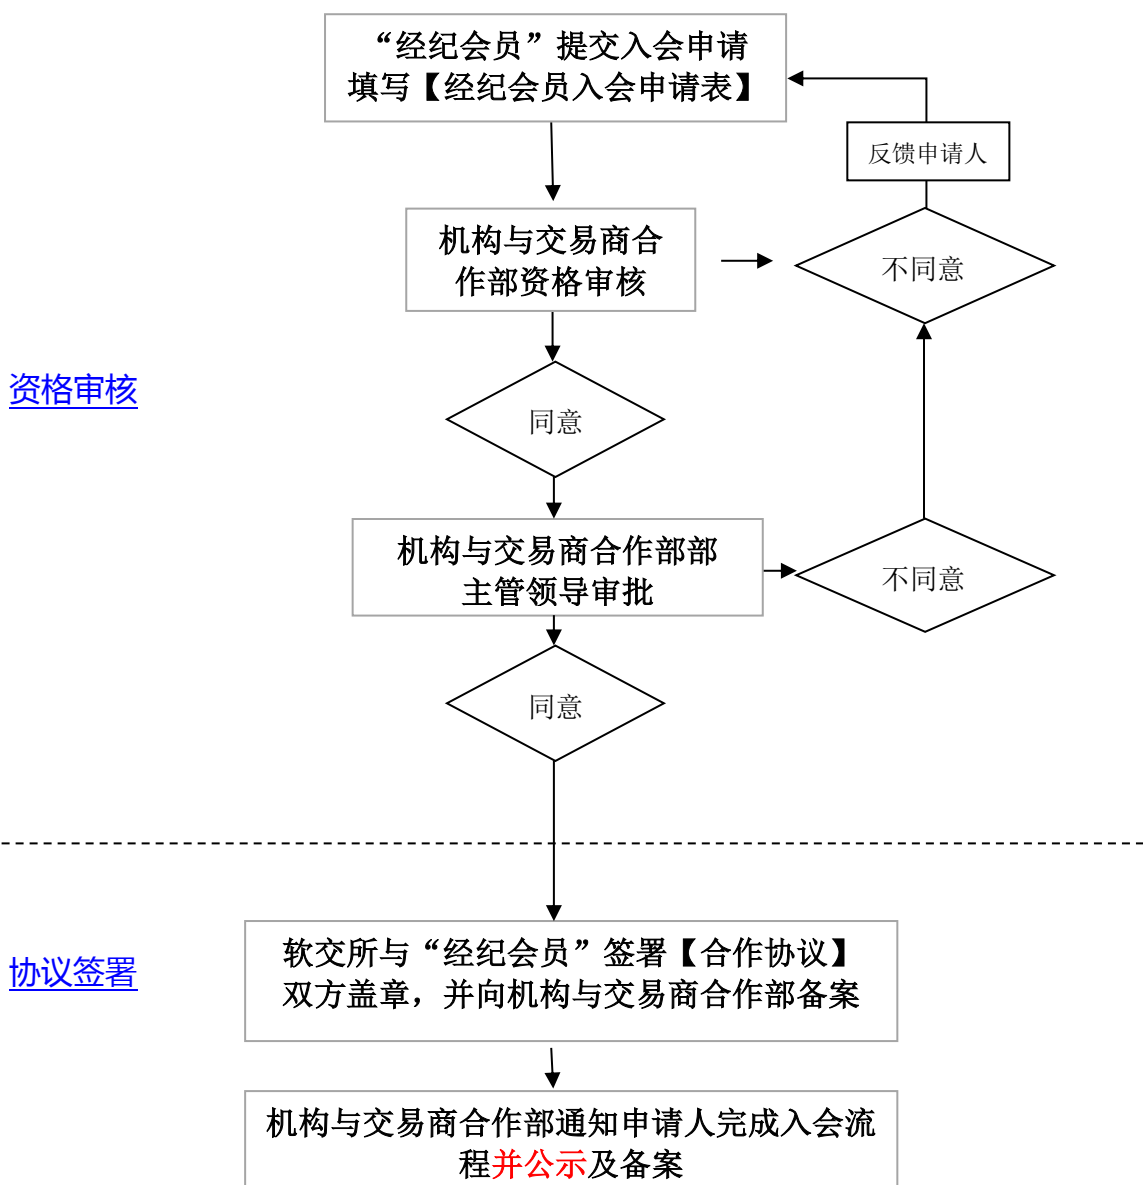 “经纪会员”提交入会申请
填写【经纪会员入会申请表】
反馈申请人
机构与交易商合
作部资格审核
不同意
资格审核
同意
机构与交易商合作部部
主管领导审批
不同意
同意
协议签署
软交所与“经纪会员”签署【合作协议】
双方盖章，并向机构与交易商合作部备案
机构与交易商合作部通知申请人完成入会流
程并公示及备案